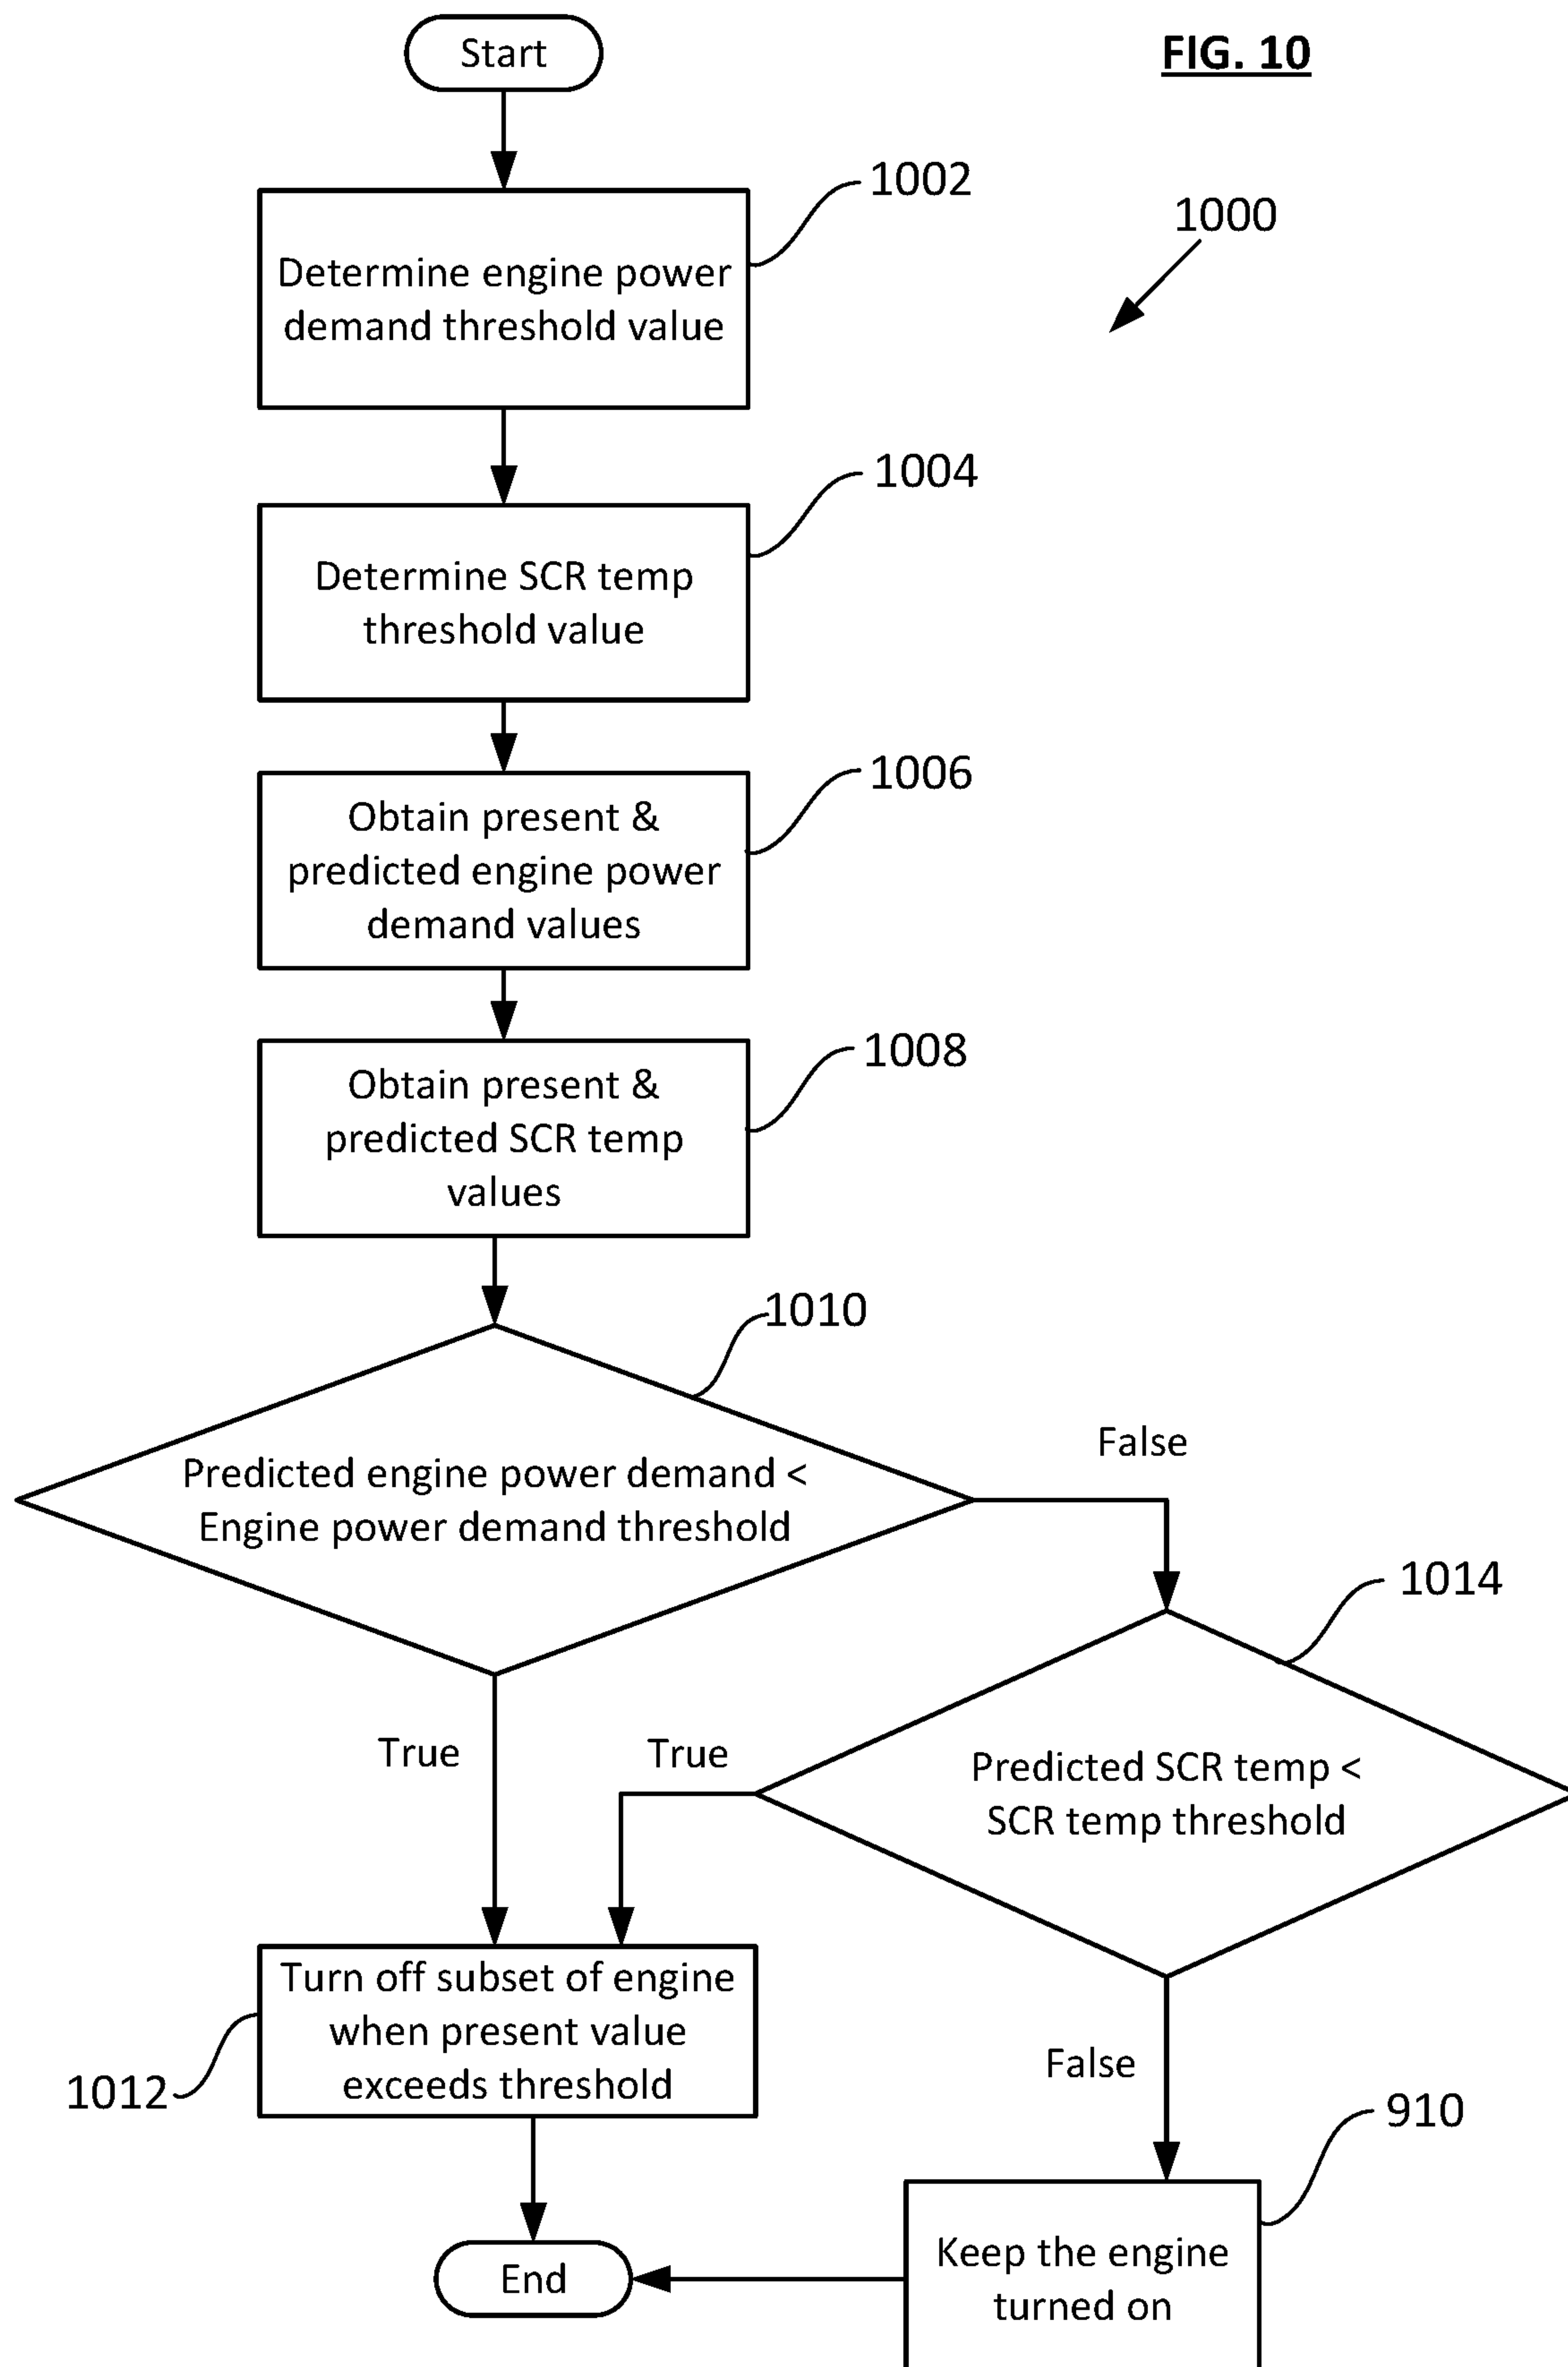 Start
FIG. 10
1002
1000
Determine engine power
demand threshold value
1004
Determine SCR temp
threshold value
1006
Obtain present &
predicted engine power
demand values
1008
Obtain present &
predicted SCR temp
values
1010
False
Predicted engine power demand <
Engine power demand threshold
1014
True
True
Predicted SCR temp <
SCR temp threshold
Turn off subset of engine
when present value
exceeds threshold
False
1012
910
Keep the engine
turned on
End